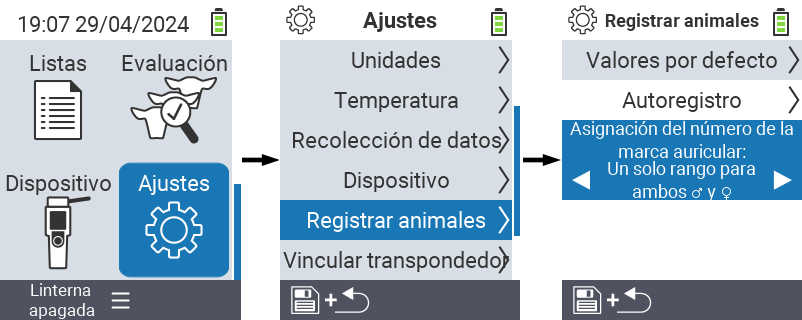 19:07 29/04/2024
Listas
Evaluación
Dispositivo
Ajustes
Linterna
apagada
Ajustes
Unidades
Temperatura
Recolección de datos
Dispositivo
Registrar animales
Vincular transpondedor
+
Registrar animales
Valores por defecto
Autoregistro
Asignación del número de la
marca auricular:
Un solo rango para
ambos ♂ y ♀
+